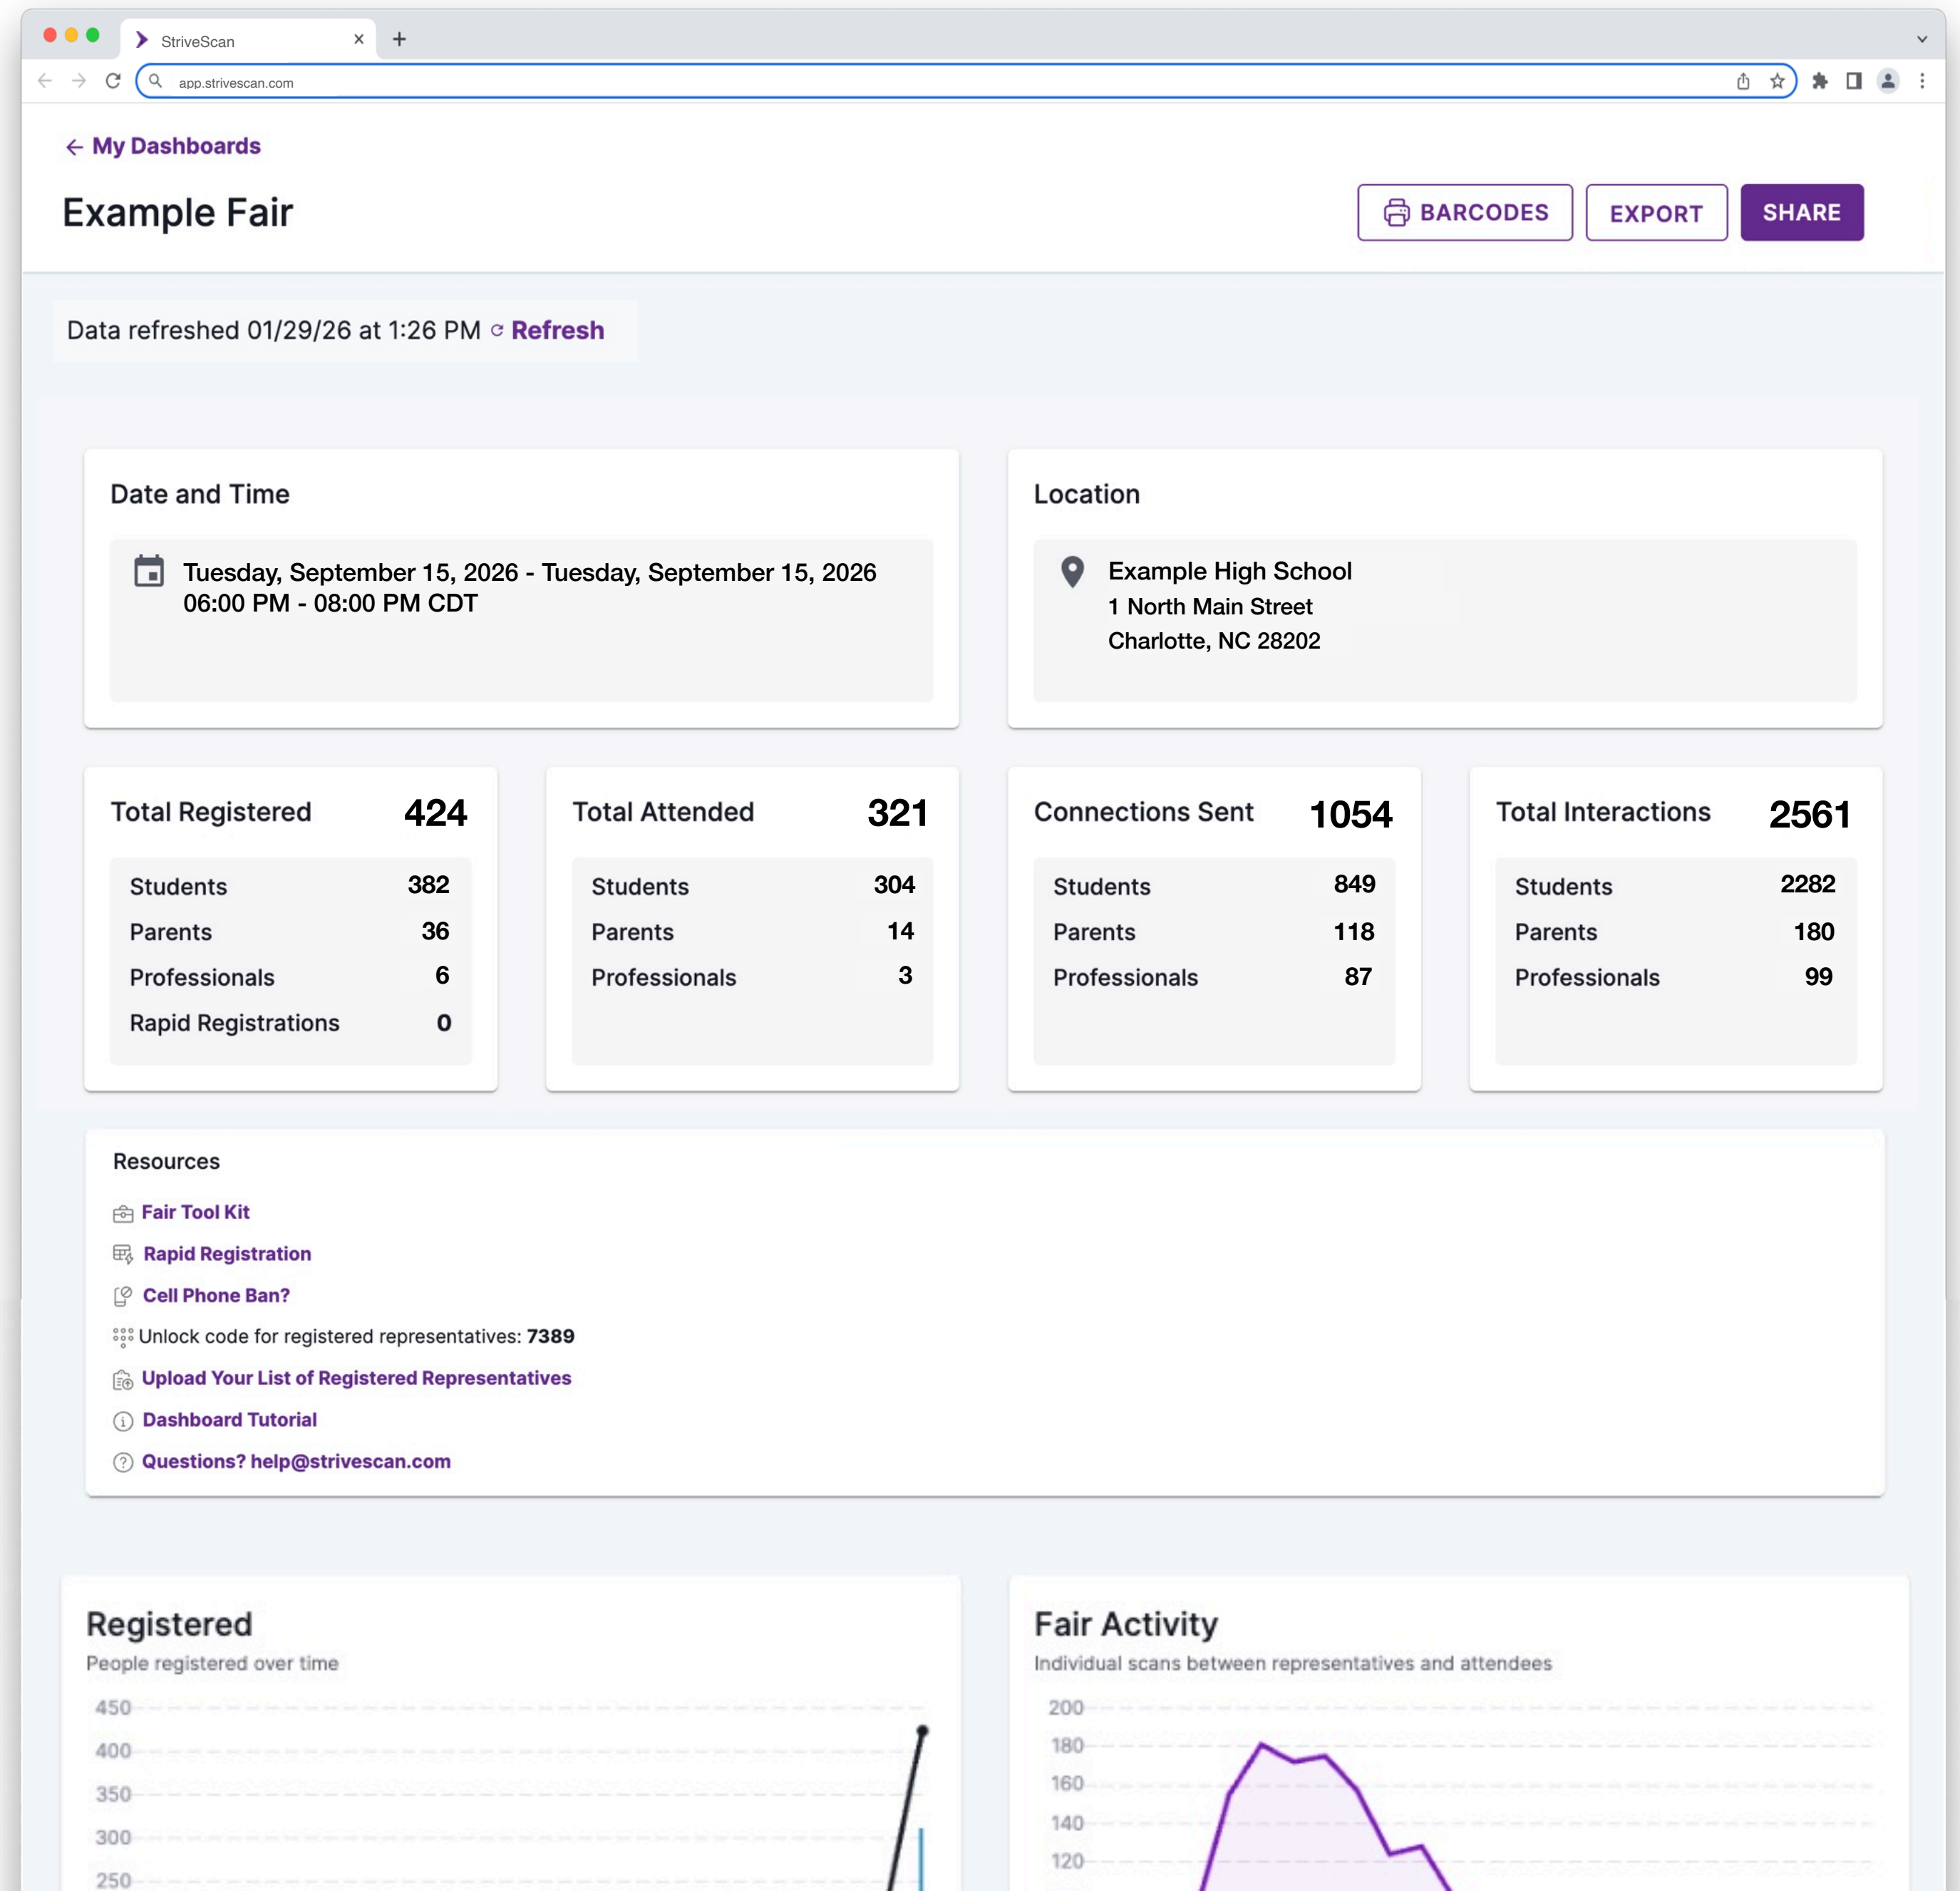 StriveScan
app.strivescan.com
My Dashboards
Example Fair
BARCODES
EXPORT
SHARE
Data refreshed 01/29/26 at 1:26 PM Refresh
Date and Time
Tuesday, September 15, 2026 - Tuesday, September 15, 2026
06:00 PM - 08:00 PM CDT
Location
Example High School
1 North Main Street
Charlotte, NC 28202
Total Registered 424
Students 382
Parents 36
Professionals 6
Rapid Registrations 0
Total Attended 321
Students 304
Parents 14
Professionals 3
Connections Sent 1054
Students 849
Parents 118
Professionals 87
Total Interactions 2561
Students 2282
Parents 180
Professionals 99
Resources
Fair Tool Kit
Rapid Registration
Cell Phone Ban?
Unlock code for registered representatives: 7389
Upload Your List of Registered Representatives
Dashboard Tutorial
Questions? help@strivescan.com
Registered
People registered over time
450
400
350
300
250
Fair Activity
Individual scans between representatives and attendees
200
180
160
140
120